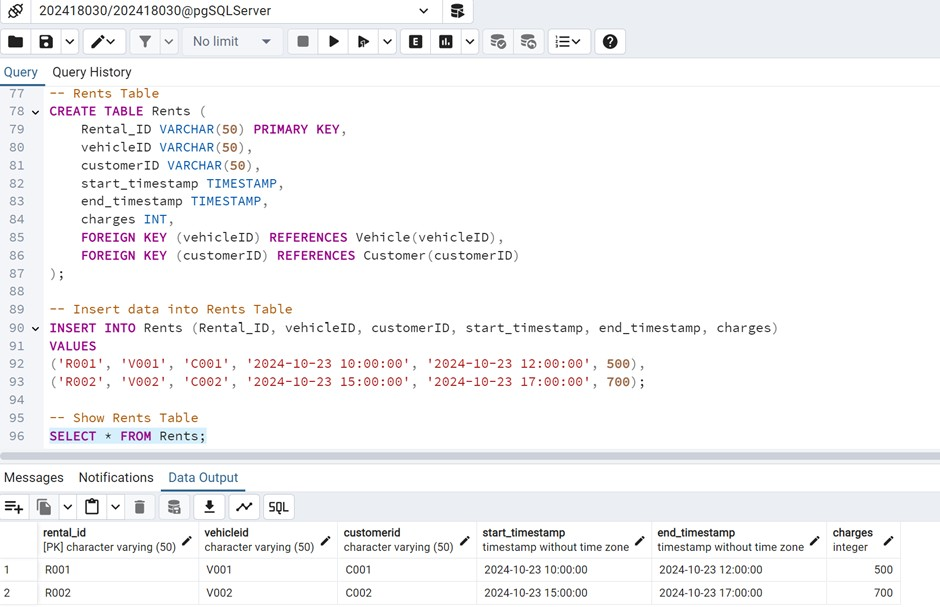 202418030/202418030@pgSQLServer
No limit
E
Query Query History
77 -- Rents Table
78 CREATE TABLE Rents (
79 Rental_ID VARCHAR(50) PRIMARY KEY,
80 vehicleID VARCHAR(50),
81 customerID VARCHAR(50),
82 start_timestamp TIMESTAMP,
83 end_timestamp TIMESTAMP,
84 charges INT,
85 FOREIGN KEY (vehicleID) REFERENCES Vehicle(vehicleID),
86 FOREIGN KEY (customerID) REFERENCES Customer(customerID)
87 );
88
89 -- Insert data into Rents Table
90 INSERT INTO Rents (Rental_ID, vehicleID, customerID, start_timestamp, end_timestamp, charges)
91 VALUES
92 ('R001', 'V001', 'C001', '2024-10-23 10:00:00', '2024-10-23 12:00:00', 500),
93 ('R002', 'V002', 'C002', '2024-10-23 15:00:00', '2024-10-23 17:00:00', 700);
94
95 -- Show Rents Table
96 SELECT * FROM Rents;
Messages Notifications Data Output
SQL
rental_id vehicleid customerid start_timestamp end_timestamp charges
[PK] character varying (50) character varying (50) character varying (50) timestamp without time zone timestamp without time zone integer
1 R001 V001 C001 2024-10-23 10:00:00 2024-10-23 12:00:00 500
2 R002 V002 C002 2024-10-23 15:00:00 2024-10-23 17:00:00 700